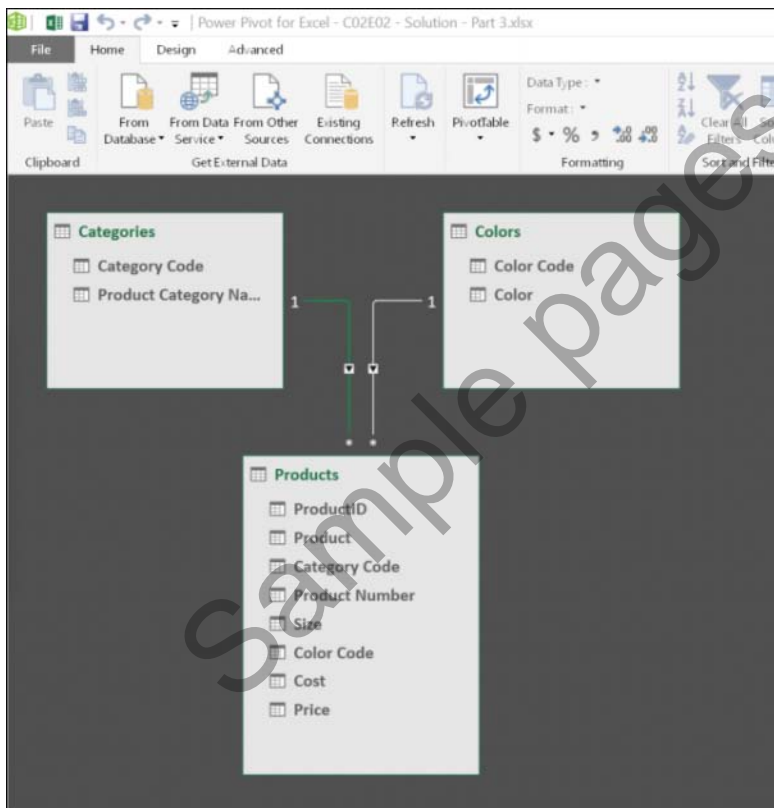 Power Pivot for Excel - C02E02 - Solution - Part 3.xlsx
File Home Design Advanced
Paste
From Database
From Data Service
From Other Sources
Existing Connections
Refresh
PivotTable
Data Type :
Format :
$ % ,
Clear All Filters
Clipboard
Get External Data
Formatting
Sort and Filte
Categories
Category Code
Product Category Na...
Colors
Color Code
Color
1
1
*
*
Products
ProductID
Product
Category Code
Product Number
Size
Color Code
Cost
Price
Sample pages